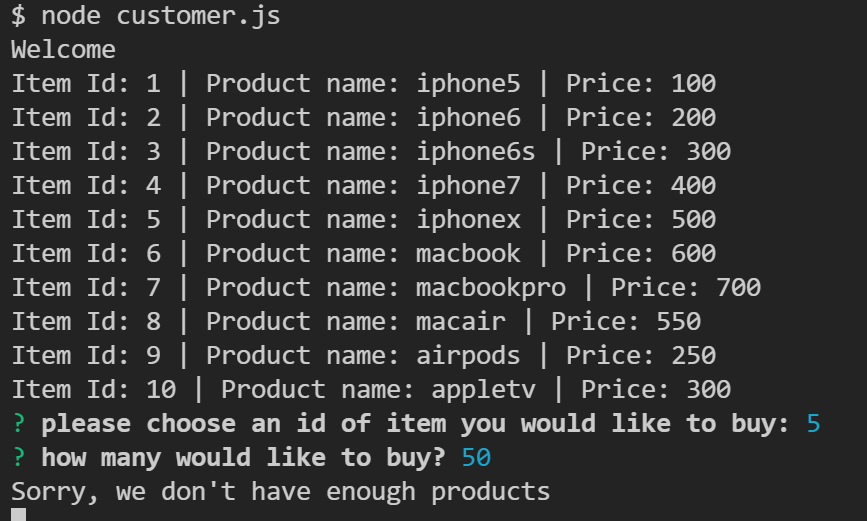 $ node customer.js
Welcome
Item Id: 1 | Product name: iphone5 | Price: 100
Item Id: 2 | Product name: iphone6 | Price: 200
Item Id: 3 | Product name: iphone6s | Price: 300
Item Id: 4 | Product name: iphone7 | Price: 400
Item Id: 5 | Product name: iphonex | Price: 500
Item Id: 6 | Product name: macbook | Price: 600
Item Id: 7 | Product name: macbookpro | Price: 700
Item Id: 8 | Product name: macair | Price: 550
Item Id: 9 | Product name: airpods | Price: 250
Item Id: 10 | Product name: appletv | Price: 300
? please choose an id of item you would like to buy: 5
? how many would like to buy? 50
Sorry, we don't have enough products